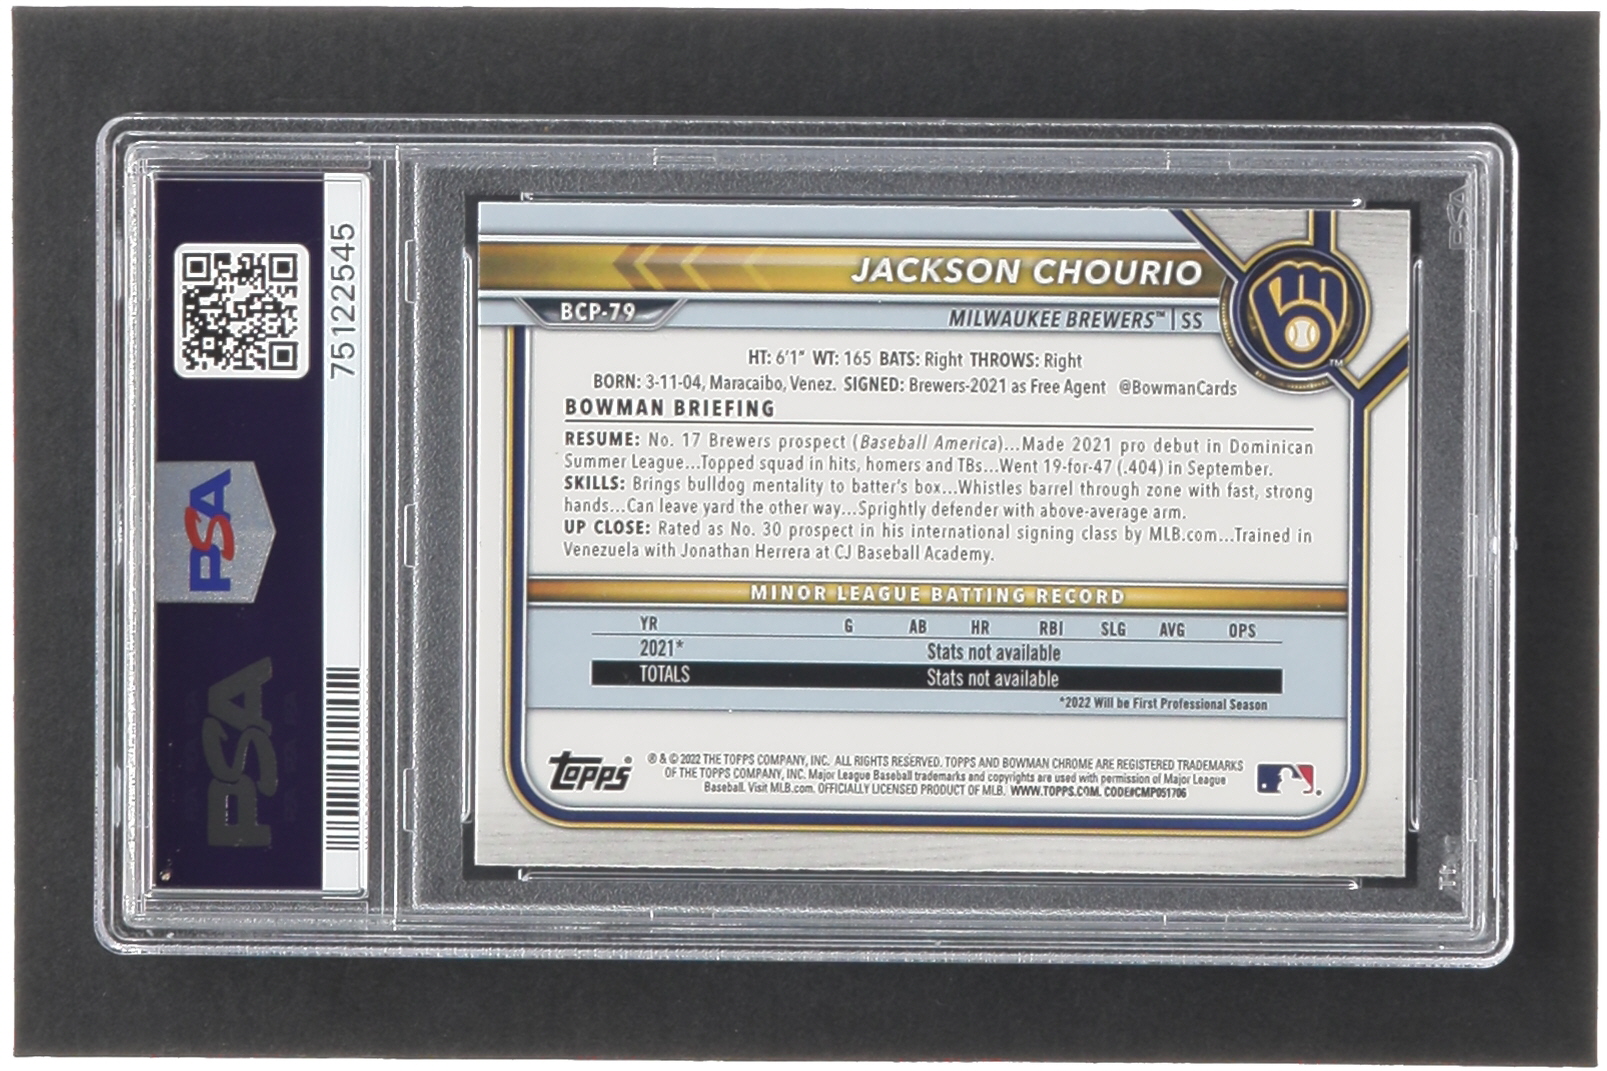 75122545
PSA
PSA
JACKSON CHOURIO
BCP-79
MILWAUKEE BREWERS™ | SS
HT: 6'1" WT: 165 BATS: Right THROWS: Right
BORN: 3-11-04, Maracaibo, Venez. SIGNED: Brewers-2021 as Free Agent @BowmanCards
BOWMAN BRIEFING
RESUME: No. 17 Brewers prospect (Baseball America)...Made 2021 pro debut in Dominican
Summer League...Topped squad in hits, homers and TBs...Went 19-for-47 (.404) in September.
SKILLS: Brings bulldog mentality to batter's box...Whistles barrel through zone with fast, strong
hands...Can leave yard the other way...Sprightly defender with above-average arm.
UP CLOSE: Rated as No. 30 prospect in his international signing class by MLB.com...Trained in
Venezuela with Jonathan Herrera at CJ Baseball Academy.
MINOR LEAGUE BATTING RECORD
YR G AB HR RBI SLG AVG OPS
2021* Stats not available
TOTALS Stats not available
*2022 Will be First Professional Season
topps
® & © 2022 THE TOPPS COMPANY, INC. ALL RIGHTS RESERVED. TOPPS AND BOWMAN CHROME ARE REGISTERED TRADEMARKS
OF THE TOPPS COMPANY, INC. Major League Baseball trademarks and copyrights are used with permission of Major League
Baseball. Visit MLB.com. OFFICIALLY LICENSED PRODUCT OF MLB. WWW.TOPPS.COM. CODE#CMP051706
PSA